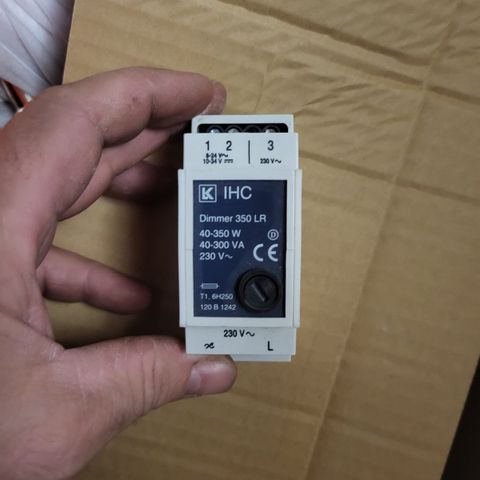 1 2 3
8-24 V~ 230 V~
10-34 V⎓
LK IHC
Dimmer 350 LR
40-350 W
40-300 VA D
230 V~ CE
T1, 6H250
120 B 1242
230 V~
L